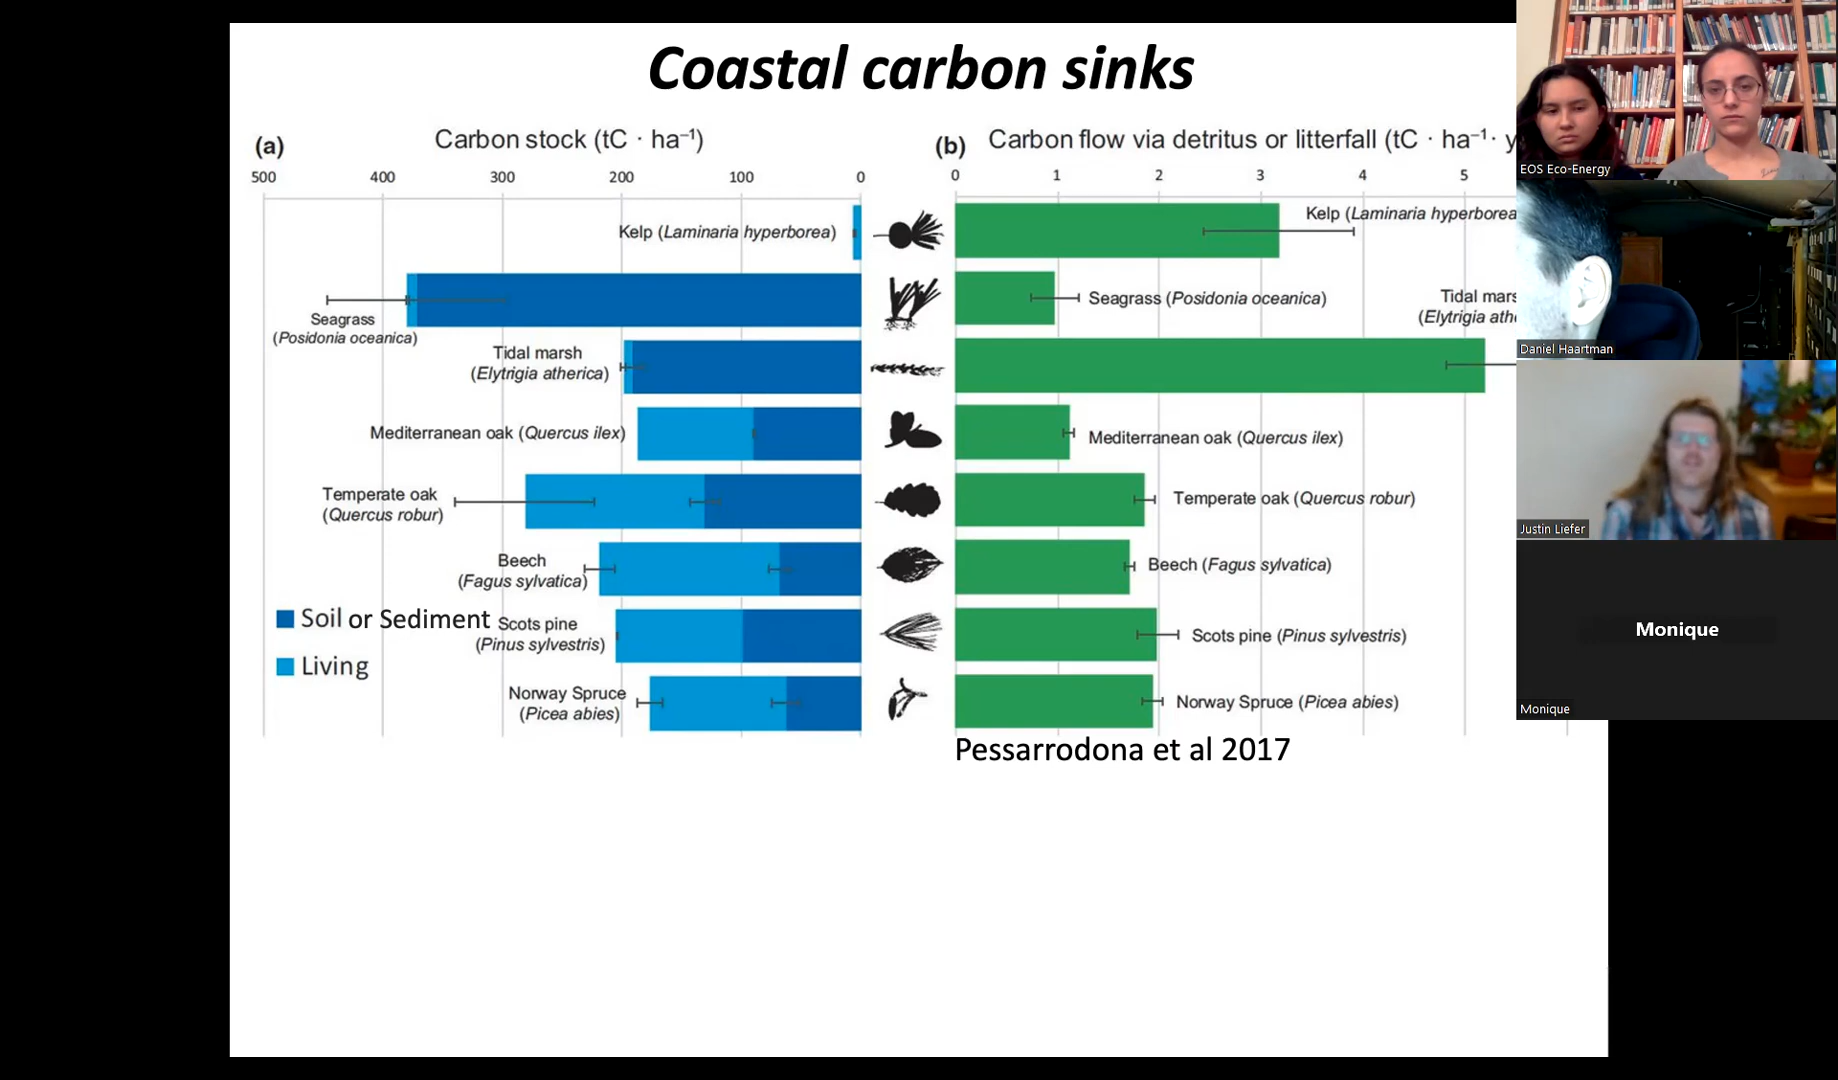 Coastal carbon sinks
(a) Carbon stock (tC · ha⁻¹)
500 400 300 200 100 0
Kelp (Laminaria hyperborea)
Seagrass
(Posidonia oceanica)
Tidal marsh
(Elytrigia atherica)
Mediterranean oak (Quercus ilex)
Temperate oak
(Quercus robur)
Beech
(Fagus sylvatica)
Soil or Sediment
Living
Scots pine
(Pinus sylvestris)
Norway Spruce
(Picea abies)
(b) Carbon flow via detritus or litterfall (tC · ha⁻¹ · y
0 1 2 3 4 5
Kelp (Laminaria hyperborea
Seagrass (Posidonia oceanica)
Tidal mars
(Elytrigia athe
Mediterranean oak (Quercus ilex)
Temperate oak (Quercus robur)
Beech (Fagus sylvatica)
Scots pine (Pinus sylvestris)
Norway Spruce (Picea abies)
Pessarrodona et al 2017
EOS Eco-Energy
Daniel Haartman
Justin Liefer
Monique
Monique